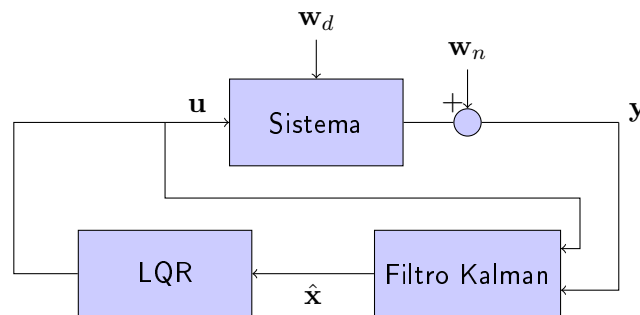 𝐰_d
𝐰_n
+
𝐮
Sistema
𝐲
LQR
𝐱̂
Filtro Kalman